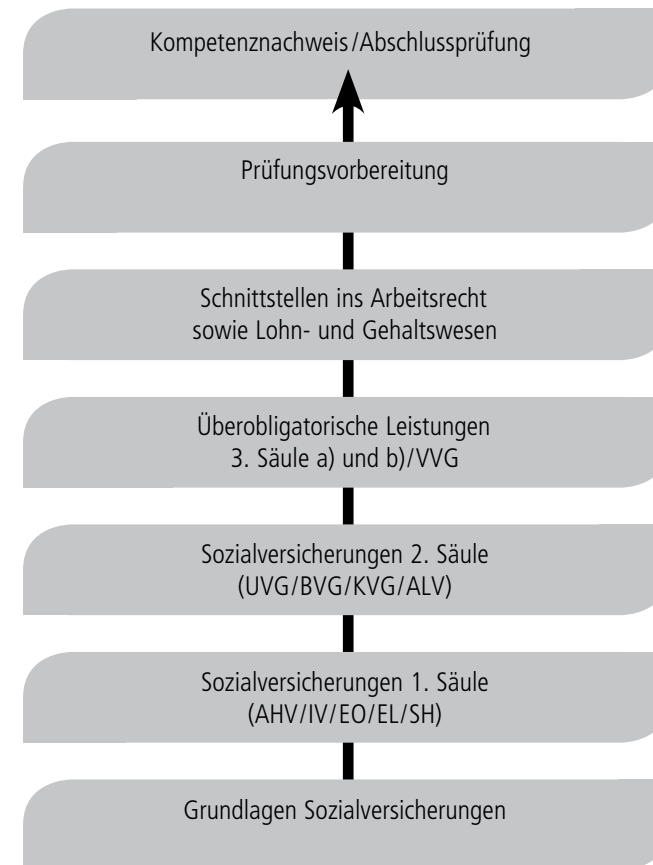 Kompetenznachweis/Abschlussprüfung
Prüfungsvorbereitung
Schnittstellen ins Arbeitsrecht
sowie Lohn- und Gehaltswesen
Überobligatorische Leistungen
3. Säule a) und b)/VVG
Sozialversicherungen 2. Säule
(UVG/BVG/KVG/ALV)
Sozialversicherungen 1. Säule
(AHV/IV/EO/EL/SH)
Grundlagen Sozialversicherungen